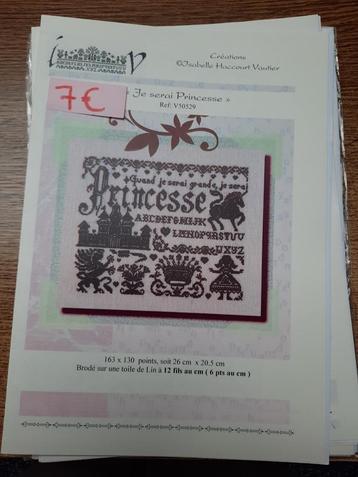 i v
Créations
©Isabelle Haccourt Vautier
7€
Je serai Princesse »
Ref: V50529
Quand je serai grande, je serai
Princesse
ABCDEFGHIJK
LMNOPQRSTUV
WXYZ
163 x 130 points, soit 26 cm x 20.5 cm
Brodé sur une toile de Lin à 12 fils au cm ( 6 pts au cm )